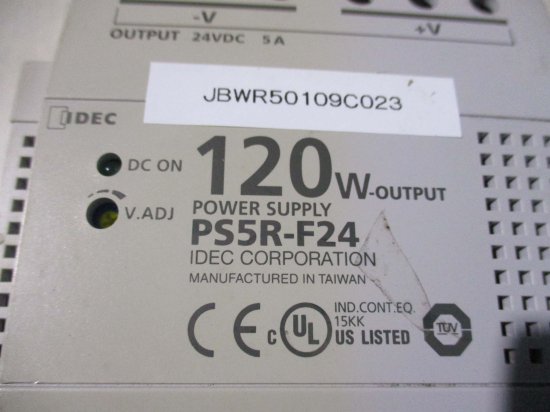 -V
+V
OUTPUT 24VDC 5A
JBWR50109C023
IDEC
DC ON
120W-OUTPUT
V.ADJ
POWER SUPPLY
PS5R-F24
IDEC CORPORATION
MANUFACTURED IN TAIWAN
CE
C UL US LISTED
IND.CONT.EQ.
15KK
TÜV